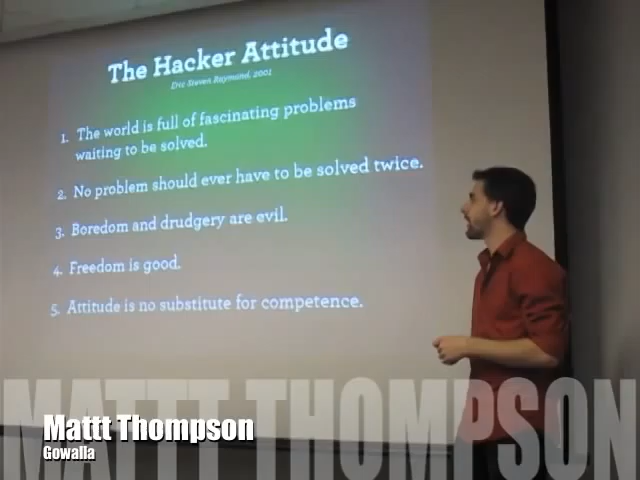 The Hacker Attitude
Eric Steven Raymond, 2001
1. The world is full of fascinating problems
waiting to be solved.
2. No problem should ever have to be solved twice.
3. Boredom and drudgery are evil.
4. Freedom is good.
5. Attitude is no substitute for competence.
MATTT THOMPSON
Mattt Thompson
Gowalla